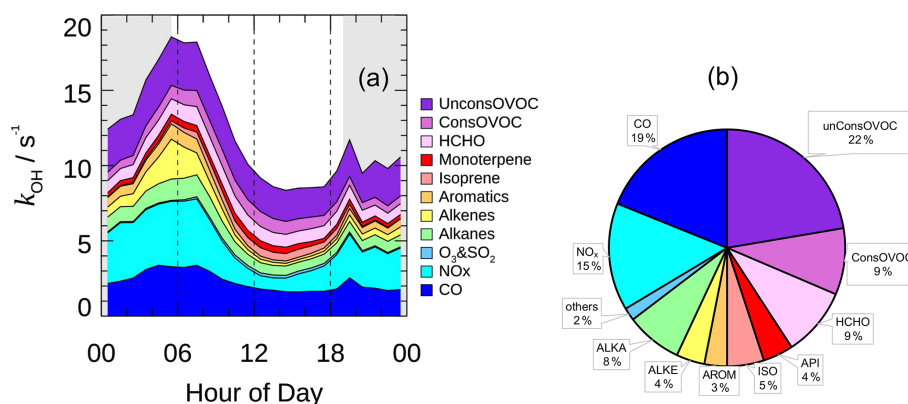 20
15
10
5
0
k_OH / s⁻¹
(a)
00
06
12
18
00
Hour of Day
UnconsOVOC
ConsOVOC
HCHO
Monoterpene
Isoprene
Aromatics
Alkenes
Alkanes
O₃&SO₂
NOx
CO
(b)
CO
19%
unConsOVOC
22%
ConsOVOC
9%
HCHO
9%
API
4%
ISO
5%
AROM
3%
ALKE
4%
ALKA
8%
others
2%
NOₓ
15%